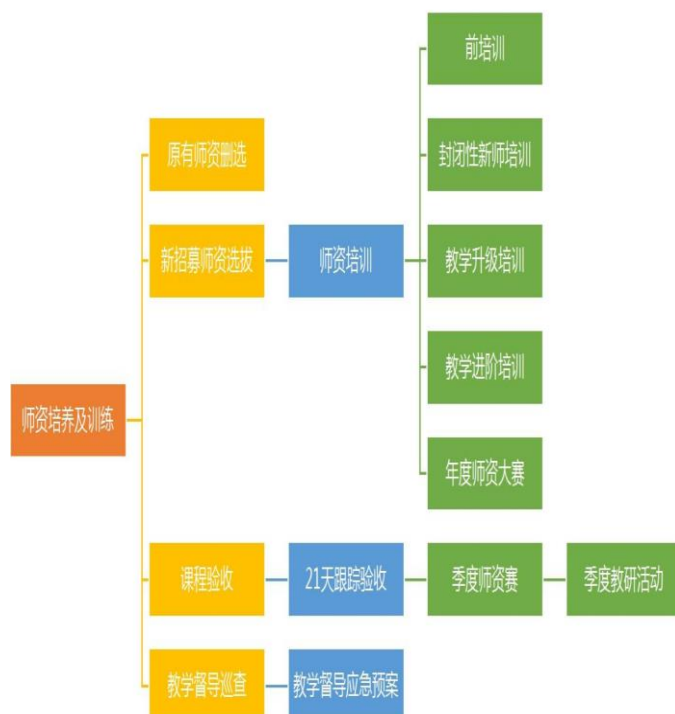 前培训
原有师资删选
封闭性新师培训
新招募师资选拔
师资培训
教学升级培训
教学进阶培训
师资培养及训练
年度师资大赛
课程验收
21天跟踪验收
季度师资赛
季度教研活动
教学督导巡查
教学督导应急预案